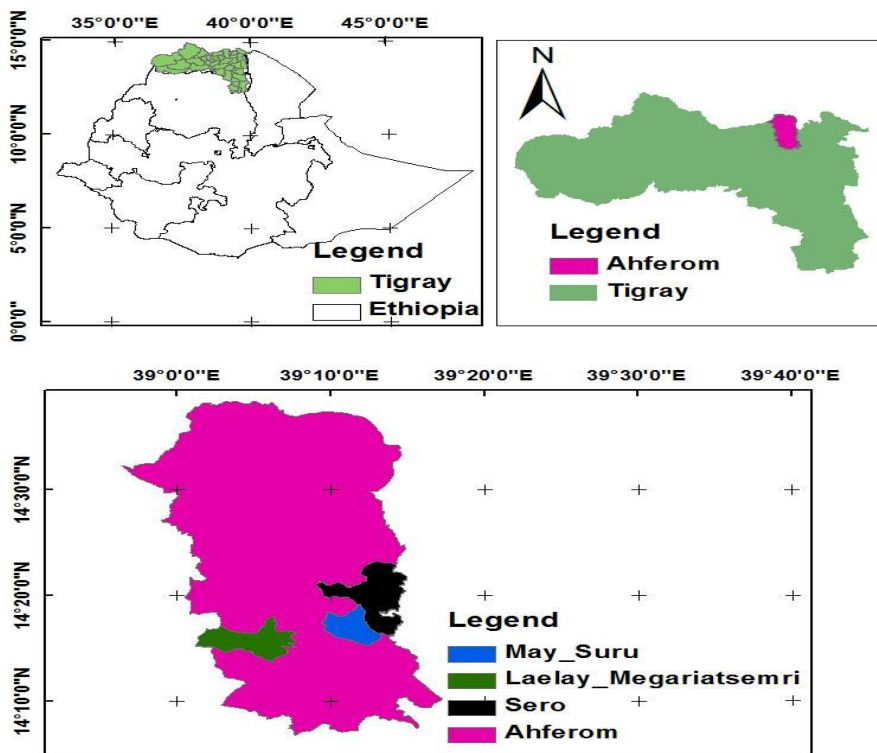 35°0'0"E 40°0'0"E 45°0'0"E
15°0'0"N
10°0'0"N
5°0'0"N
0°0'0"
Legend
Tigray
Ethiopia
N
Legend
Ahferom
Tigray
39°0'0"E 39°10'0"E 39°20'0"E 39°30'0"E 39°40'0"E
14°30'0"N
14°20'0"N
14°10'0"N
Legend
May_Suru
Laelay_Megariatsemri
Sero
Ahferom